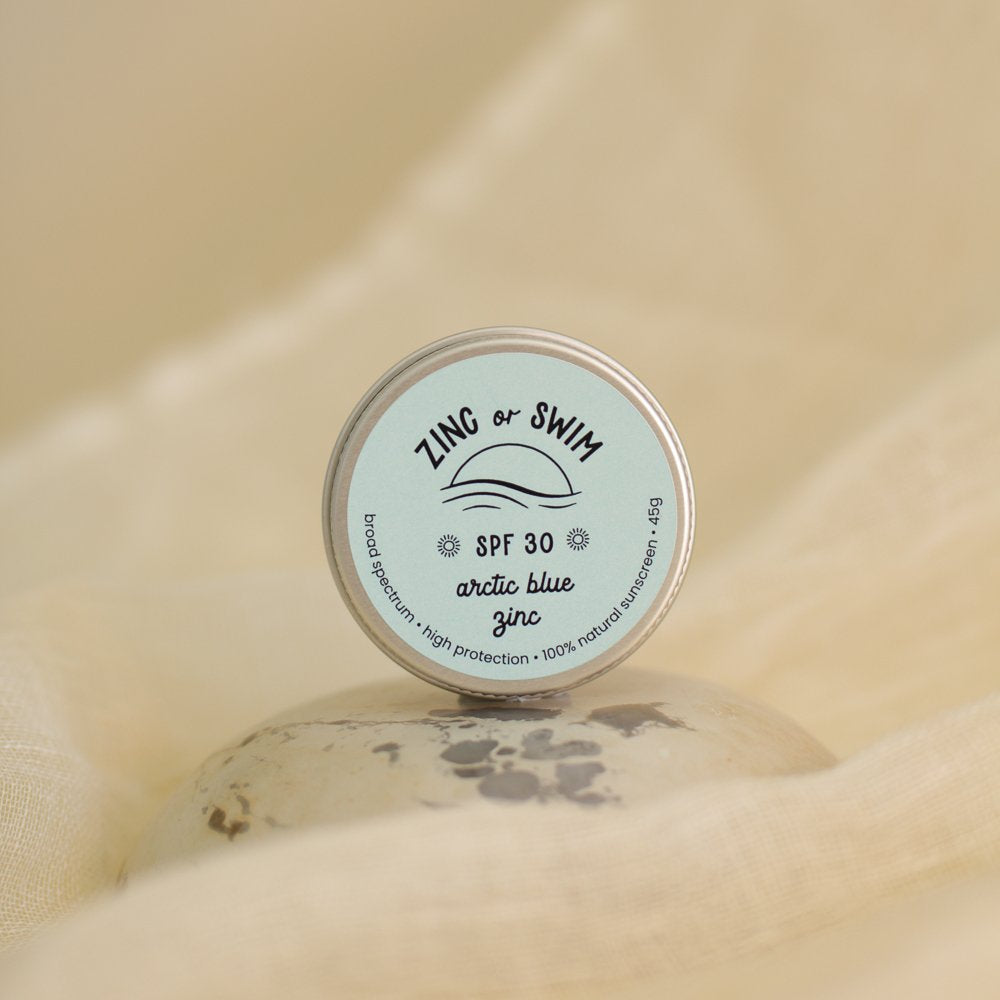 ZINC or SWIM
SPF 30
arctic blue
zinc
broad spectrum • high protection • 100% natural sunscreen • 45g